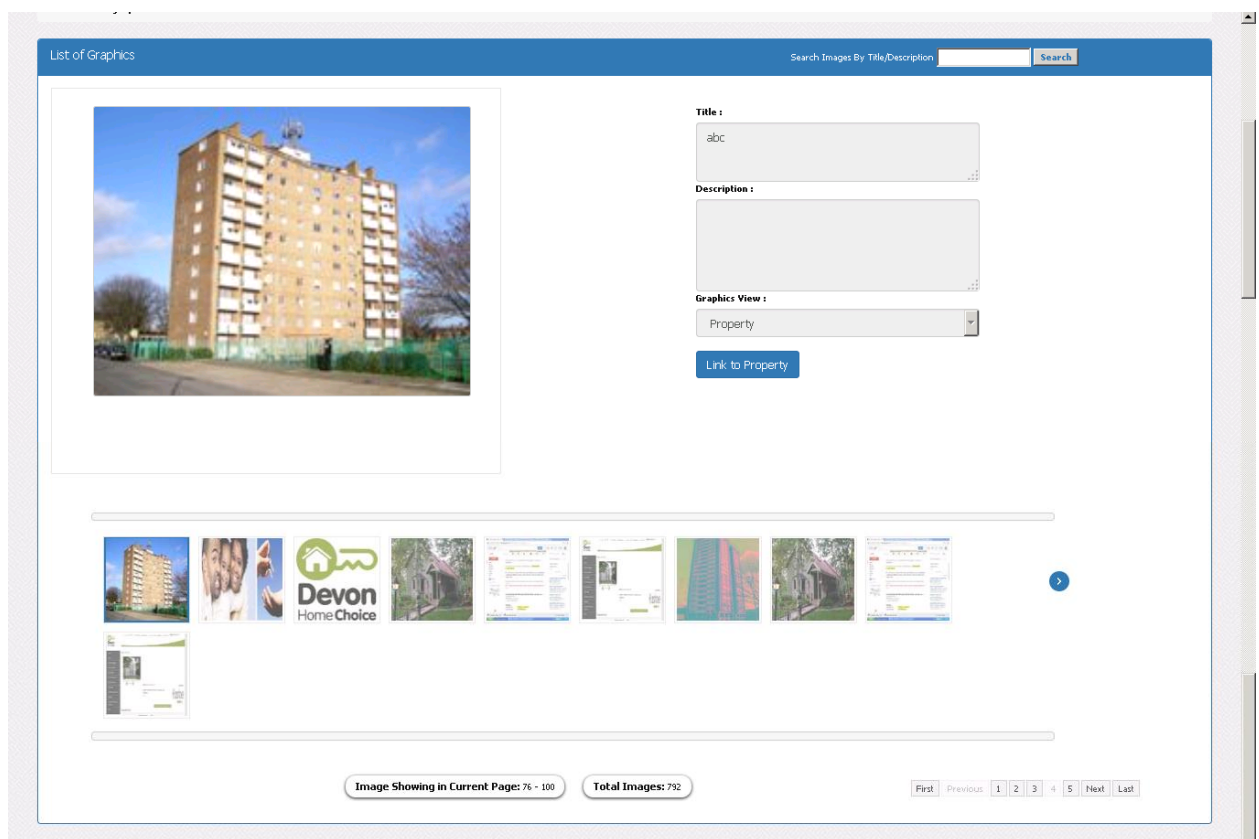 List of Graphics
Search Images By Title/Description
Search
Title :
abc
Description :
Graphics View :
Property
Link to Property
Devon
Home Choice
Image Showing in Current Page: 76 - 100
Total Images: 792
First Previous 1 2 3 4 5 Next Last